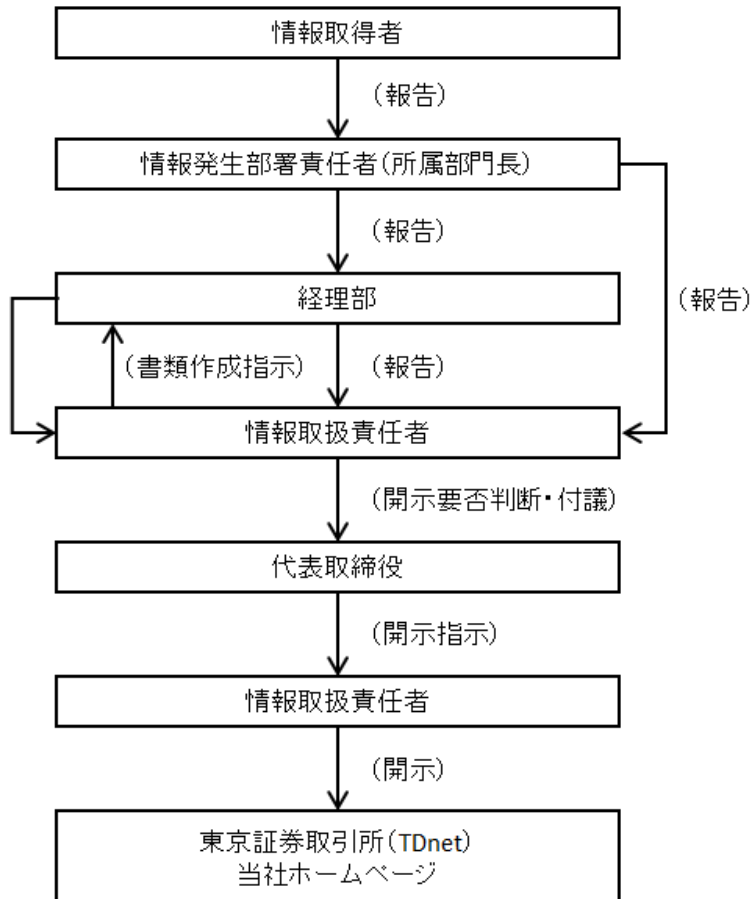 情報取得者
(報告)
情報発生部署責任者(所属部門長)
(報告)
経理部
(報告)
(書類作成指示)
(報告)
情報取扱責任者
(開示要否判断・付議)
代表取締役
(開示指示)
情報取扱責任者
(開示)
東京証券取引所(TDnet)
当社ホームページ